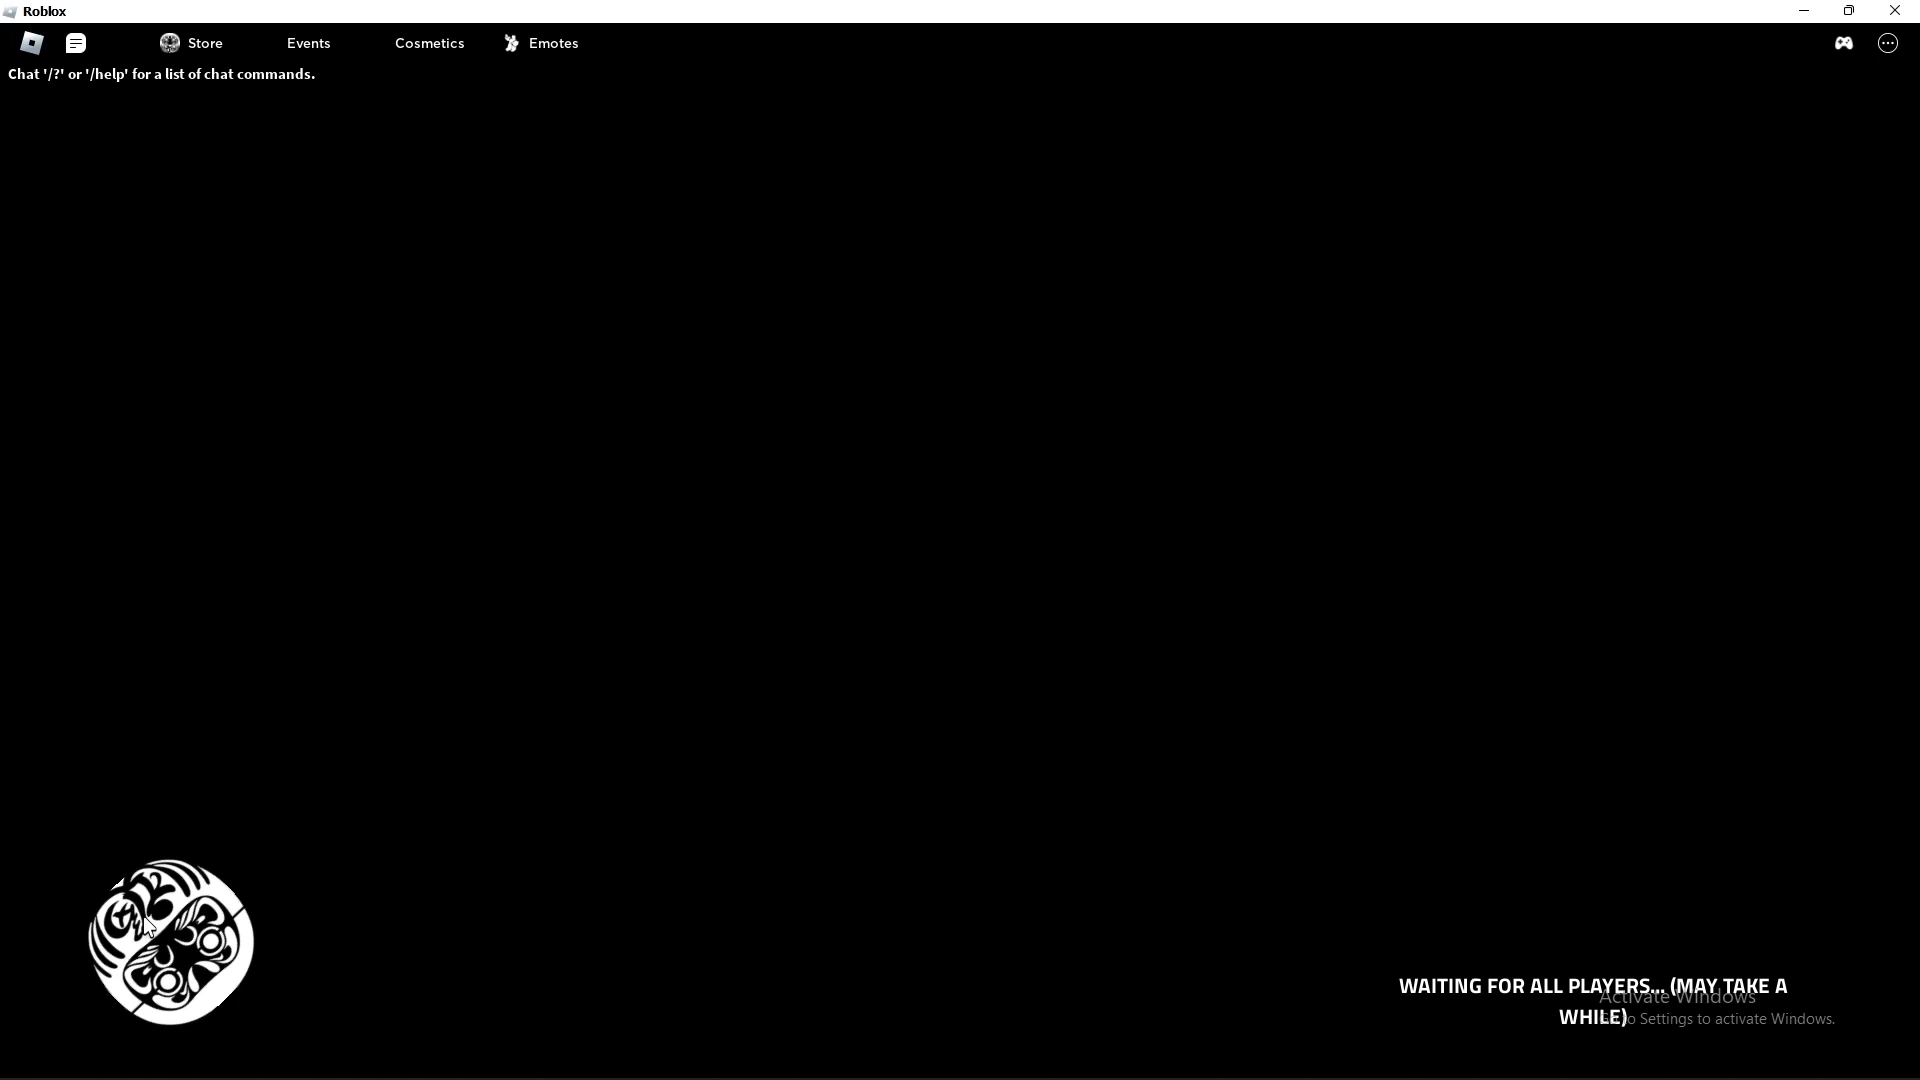 Roblox
Store
Events
Cosmetics
Emotes
Chat '/?' or '/help' for a list of chat commands.
WAITING FOR ALL PLAYERS... (MAY TAKE A
WHILE)
Activate Windows
to Settings to activate Windows.